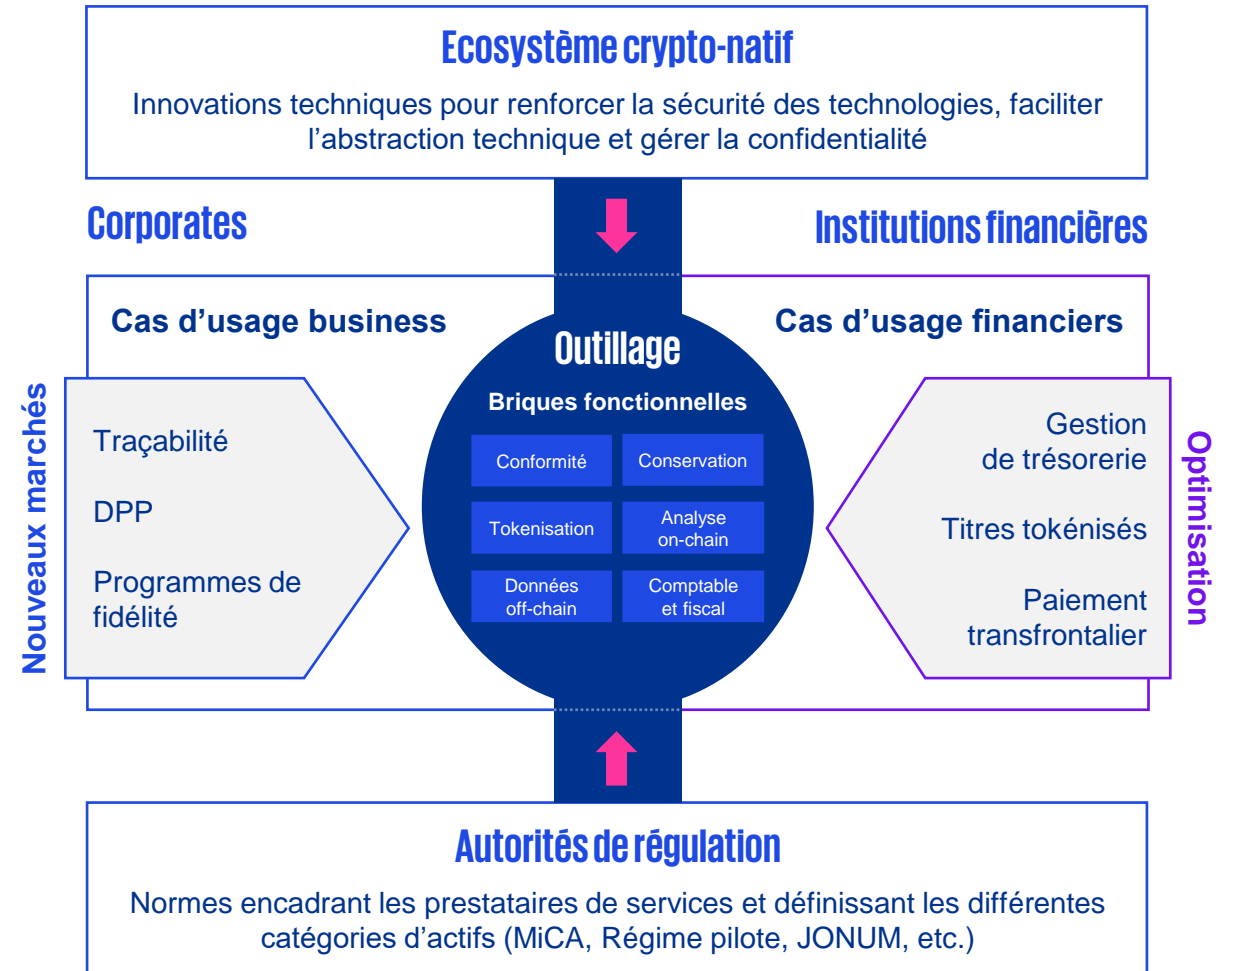 Ecosystème crypto-natif
Innovations techniques pour renforcer la sécurité des technologies, faciliter
l’abstraction technique et gérer la confidentialité
Corporates
Institutions financières
Cas d’usage business
Cas d’usage financiers
Nouveaux marchés
Traçabilité
DPP
Programmes de
fidélité
Outillage
Briques fonctionnelles
Conformité
Conservation
Tokenisation
Analyse
on-chain
Données
off-chain
Comptable
et fiscal
Gestion
de trésorerie
Titres tokénisés
Paiement
transfrontalier
Optimisation
Autorités de régulation
Normes encadrant les prestataires de services et définissant les différentes
catégories d’actifs (MiCA, Régime pilote, JONUM, etc.)